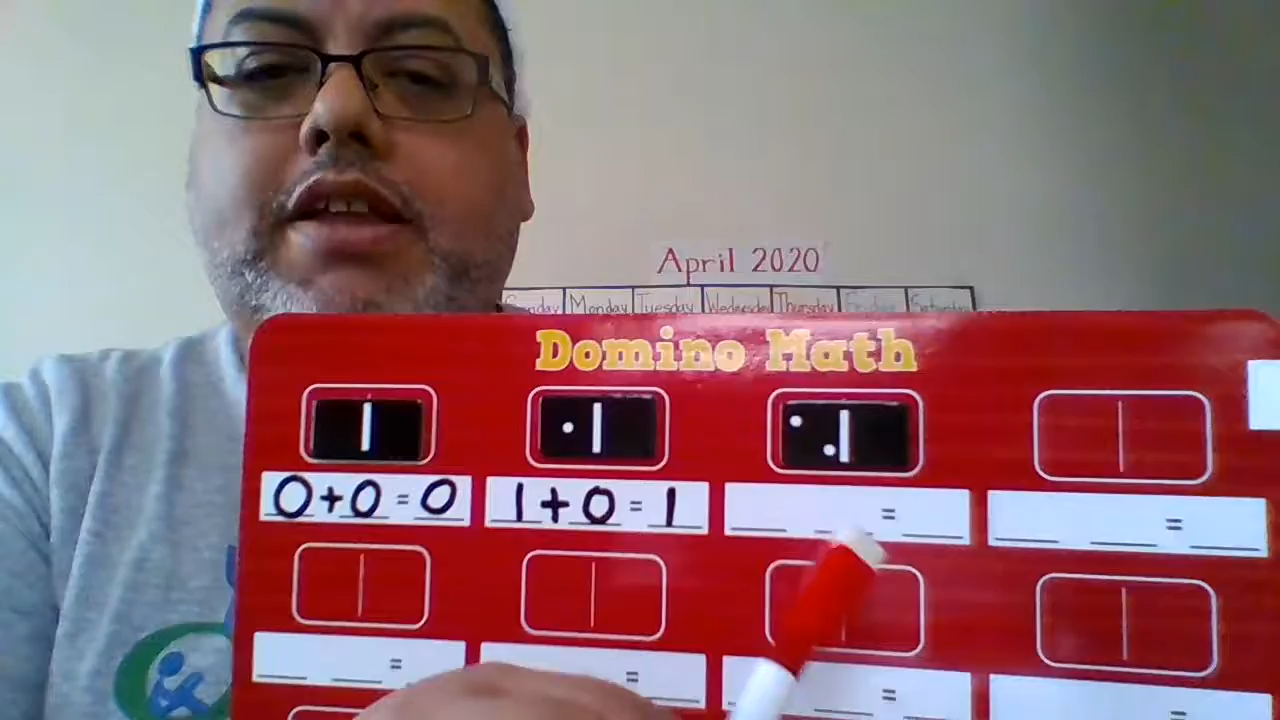 April 2020
Sunday Monday Tuesday Wednesday Thursday Friday Saturday
Domino Math
0+0=0 1+0=1 = =
= = = =